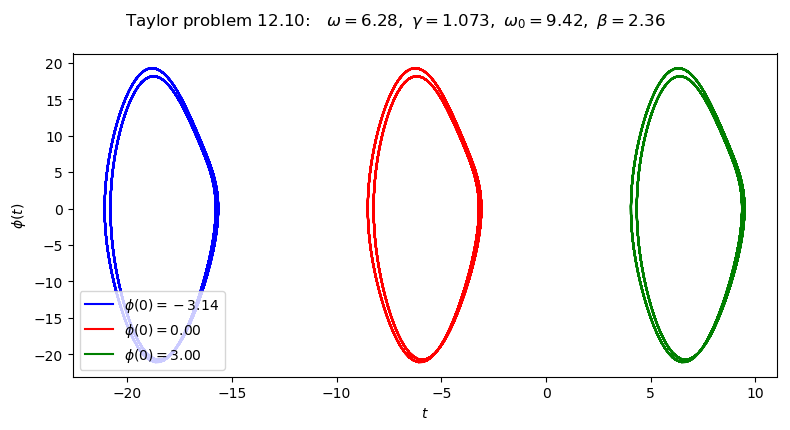 Taylor problem 12.10: ω = 6.28, γ = 1.073, ω₀ = 9.42, β = 2.36
20
15
10
5
0
−5
−10
−15
−20
ϕ(t)
ϕ(0) = −3.14
ϕ(0) = 0.00
ϕ(0) = 3.00
−20 −15 −10 −5 0 5 10
t